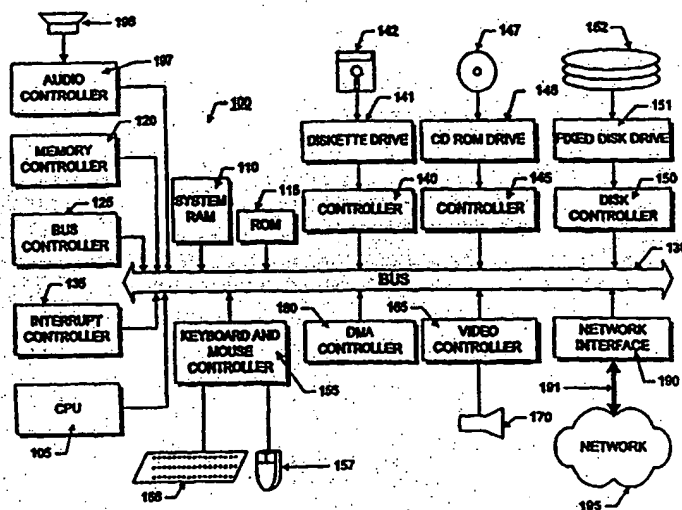 196
142
147
152
AUDIO
CONTROLLER
197
100
141
146
151
MEMORY
CONTROLLER
120
DISKETTE DRIVE
CD ROM DRIVE
FIXED DISK DRIVE
SYSTEM
RAM
110
ROM
115
CONTROLLER
140
CONTROLLER
145
DISK
CONTROLLER
150
BUS
CONTROLLER
125
BUS
INTERRUPT
CONTROLLER
135
KEYBOARD AND
MOUSE
CONTROLLER
155
DMA
CONTROLLER
160
VIDEO
CONTROLLER
165
NETWORK
INTERFACE
190
191
CPU
105
156
157
170
NETWORK
195